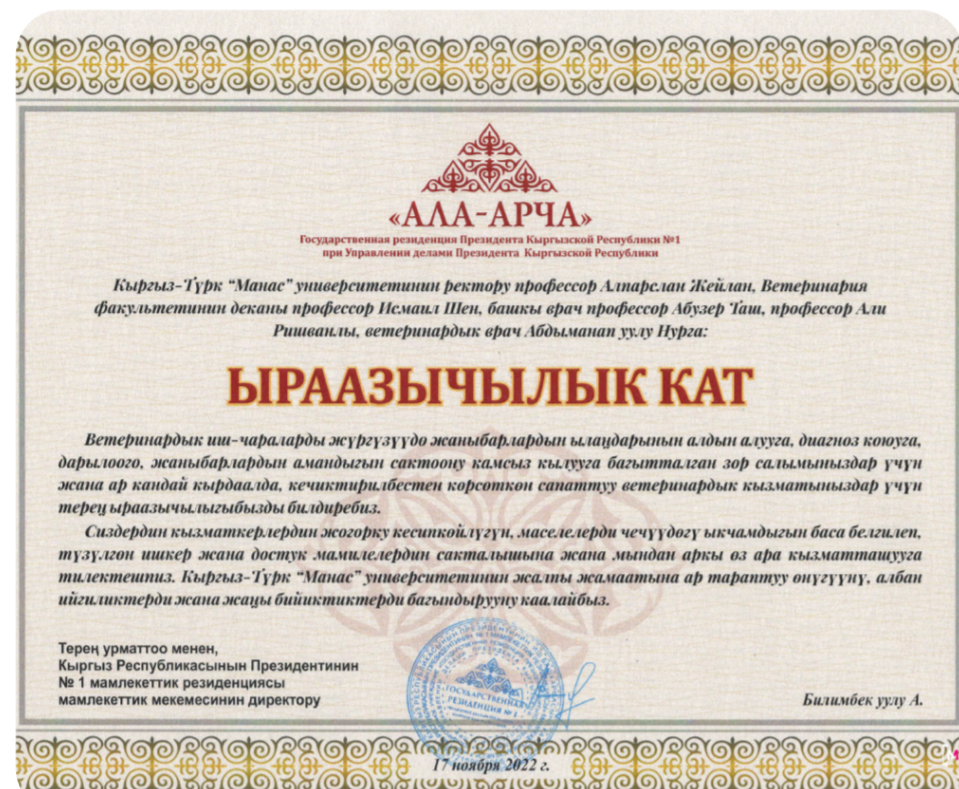 «АЛА-АРЧА»
Государственная резиденция Президента Кыргызской Республики №1
при Управлении делами Президента Кыргызской Республики
Кыргыз-Түрк “Манас” университетинин ректору профессор Алпарслан Жейлан, Ветеринария
факультетинин деканы профессор Исмаил Шен, башкы врач профессор Абузер Таш, профессор Али
Ришванлы, ветеринардык врач Абдыманап уулу Нурга:
ЫРААЗЫЧЫЛЫК КАТ
Ветеринардык иш-чараларды жүргүзүүдө жаныбарлардын ылаңдарынын алдын алууга, диагноз коюуга,
дарылоого, жаныбарлардын амандыгын сактоону камсыз кылууга багытталган зор салымыңыздар үчүн
жана ар кандай кырдаалда, кечиктирилбестен көрсөткөн сапаттуу ветеринардык кызматыңыздар үчүн
терең ыраазычылыгыбызды билдиребиз.
Сиздердин кызматкерлердин жогорку кесипкөйлүгүн, маселелерди чечүүдөгү ыкчамдыгын баса белгилеп,
түзүлгөн ишкер жана достук мамилелердин сакталышына жана мындан аркы өз ара кызматташууга
тилектешпиз. Кыргыз-Түрк “Манас” университетинин жалпы жамаатына ар тараптуу өнүгүүнү, албан
ийгиликтерди жана жаңы бийиктиктерди багындырууну каалайбыз.
Терең урматтоо менен,
Кыргыз Республикасынын Президентинин
№ 1 мамлекеттик резиденциясы
мамлекеттик мекемесинин директору
ГОСУДАРСТВЕННАЯ
РЕЗИДЕНЦИЯ № 1
Билимбек уулу А.
17 ноября 2022 г.